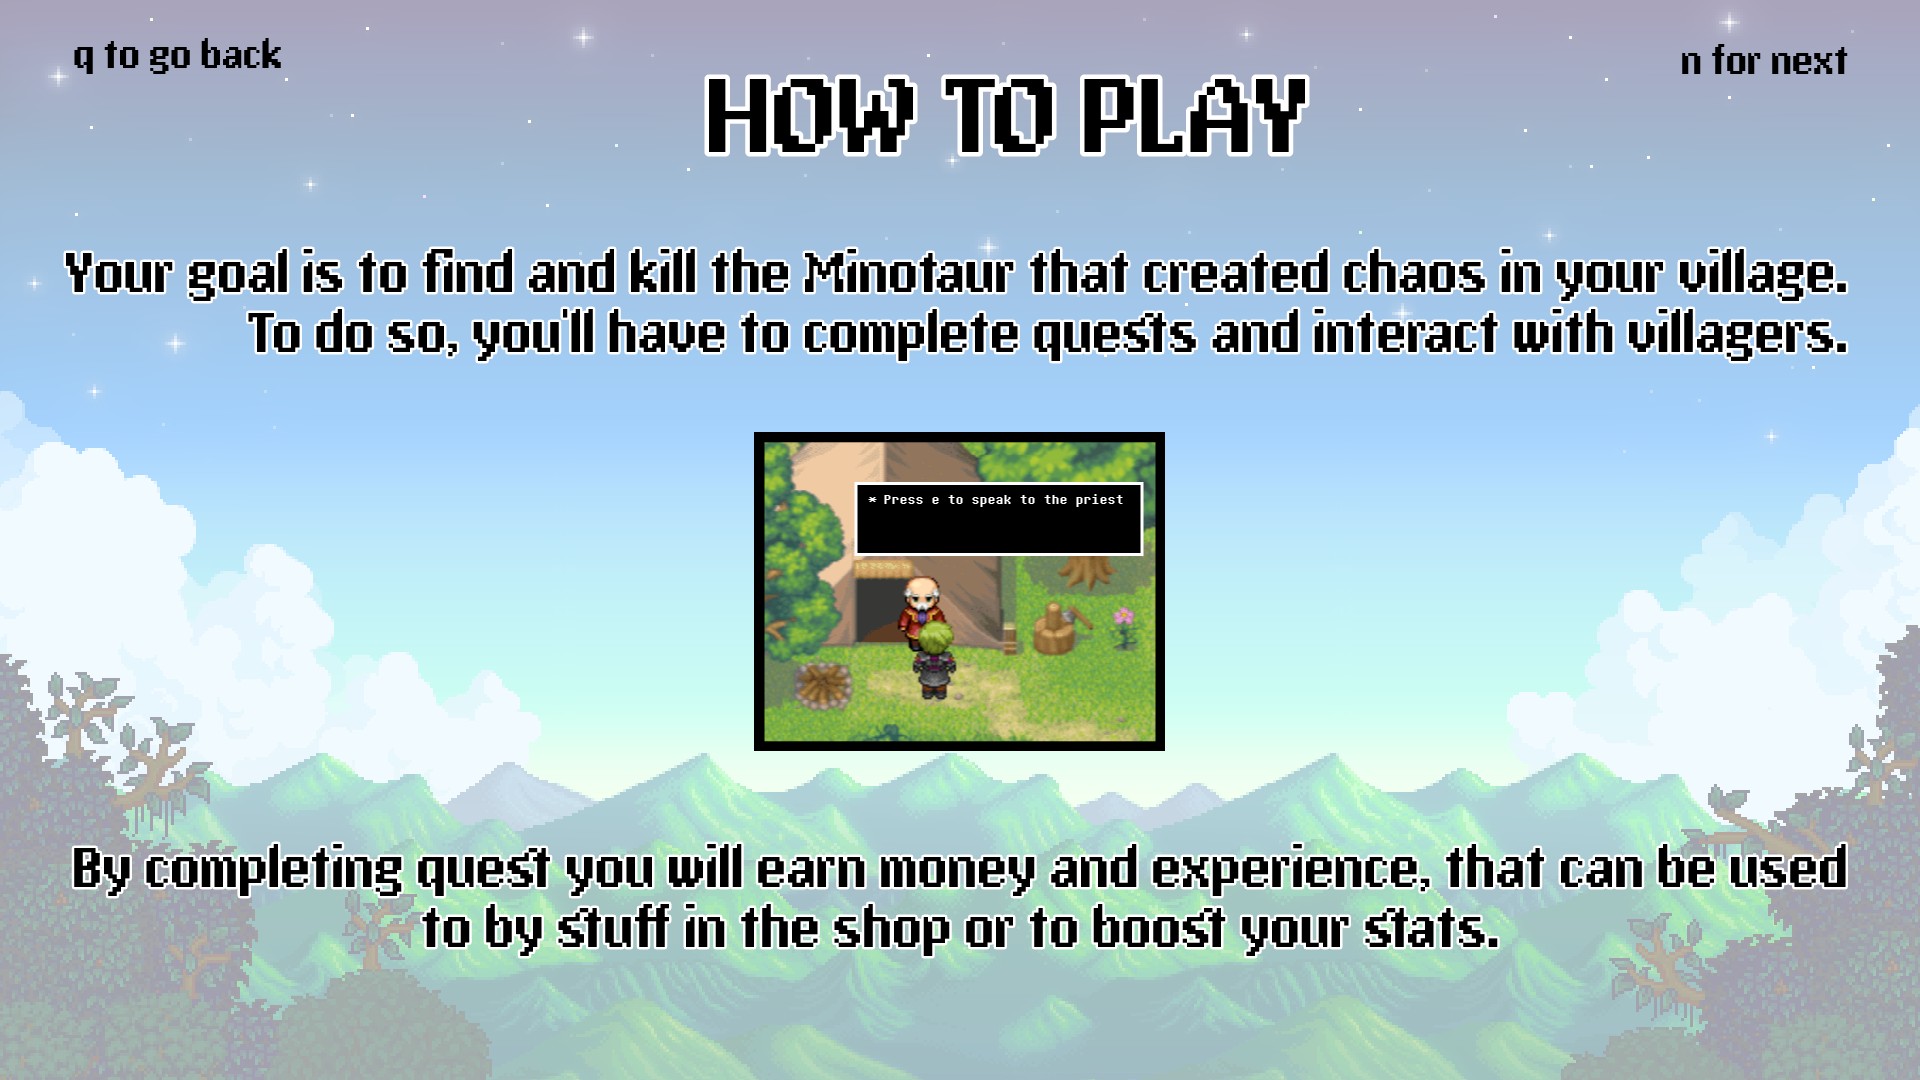 q to go back
n for next
HOW TO PLAY
Your goal is to find and kill the Minotaur that created chaos in your village.
To do so, you'll have to complete quests and interact with villagers.
* Press e to speak to the priest
By completing quest you will earn money and experience, that can be used
to by stuff in the shop or to boost your stats.